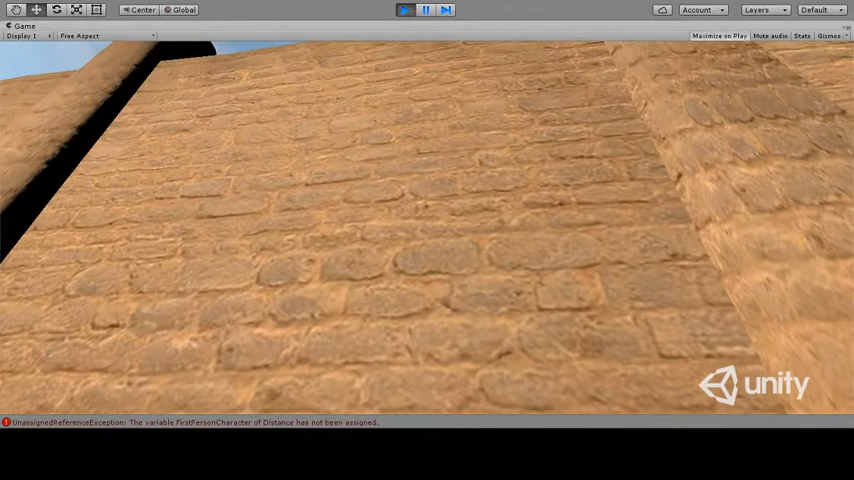 Center Global Account Layers Default
Game
Display 1 Free Aspect Maximize on Play Mute audio Stats Gizmos
unity
UnassignedReferenceException: The variable FirstPersonCharacter of Distance has not been assigned.